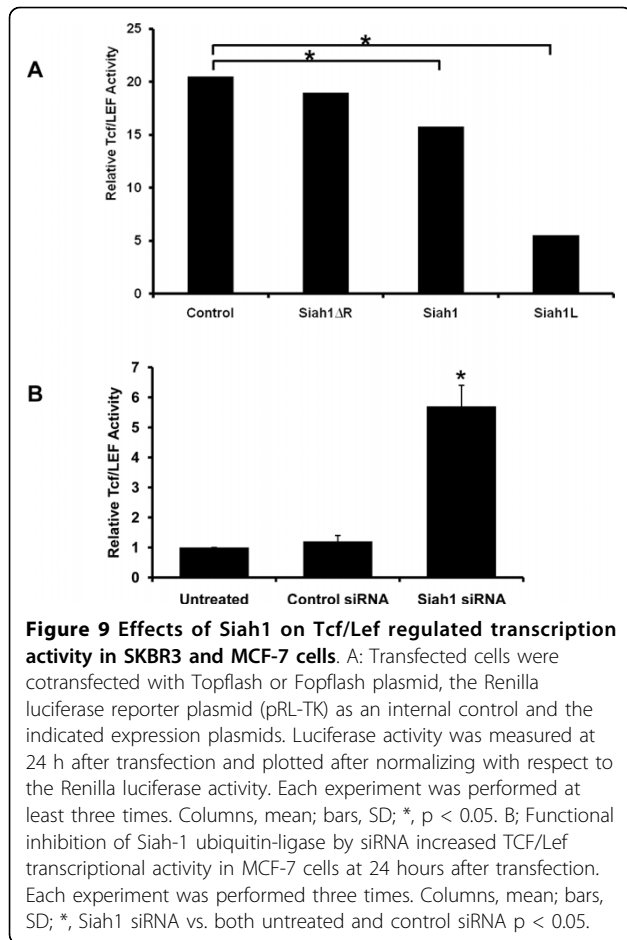 A
Relative Tcf/LEF Activity
25
20
15
10
5
0
*
*
Control
Siah1ΔR
Siah1
Siah1L
B
Relative Tcf/LEF Activity
7
6
5
4
3
2
1
0
*
Untreated
Control siRNA
Siah1 siRNA
Figure 9 Effects of Siah1 on Tcf/Lef regulated transcription
activity in SKBR3 and MCF-7 cells. A: Transfected cells were
cotransfected with Topflash or Fopflash plasmid, the Renilla
luciferase reporter plasmid (pRL-TK) as an internal control and the
indicated expression plasmids. Luciferase activity was measured at
24 h after transfection and plotted after normalizing with respect to
the Renilla luciferase activity. Each experiment was performed at
least three times. Columns, mean; bars, SD; *, p < 0.05. B; Functional
inhibition of Siah-1 ubiquitin-ligase by siRNA increased TCF/Lef
transcriptional activity in MCF-7 cells at 24 hours after transfection.
Each experiment was performed three times. Columns, mean; bars,
SD; *, Siah1 siRNA vs. both untreated and control siRNA p < 0.05.